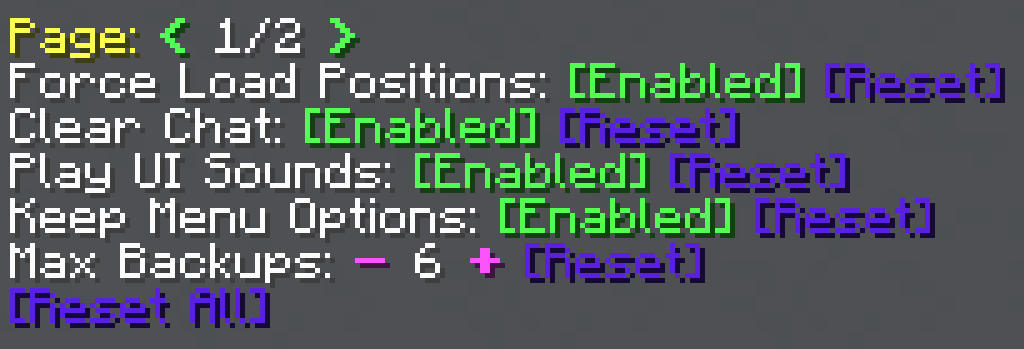 Page: < 1/2 >
Force Load Positions: [Enabled] [Reset]
Clear Chat: [Enabled] [Reset]
Play UI Sounds: [Enabled] [Reset]
Keep Menu Options: [Enabled] [Reset]
Max Backups: - 6 + [Reset]
[Reset All]